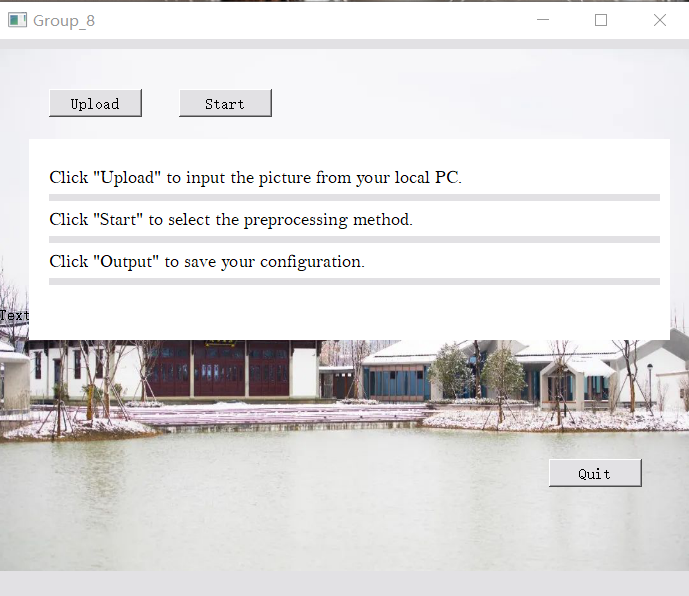 Group_8
Upload
Start
Click "Upload" to input the picture from your local PC.
Click "Start" to select the preprocessing method.
Click "Output" to save your configuration.
Text
Quit